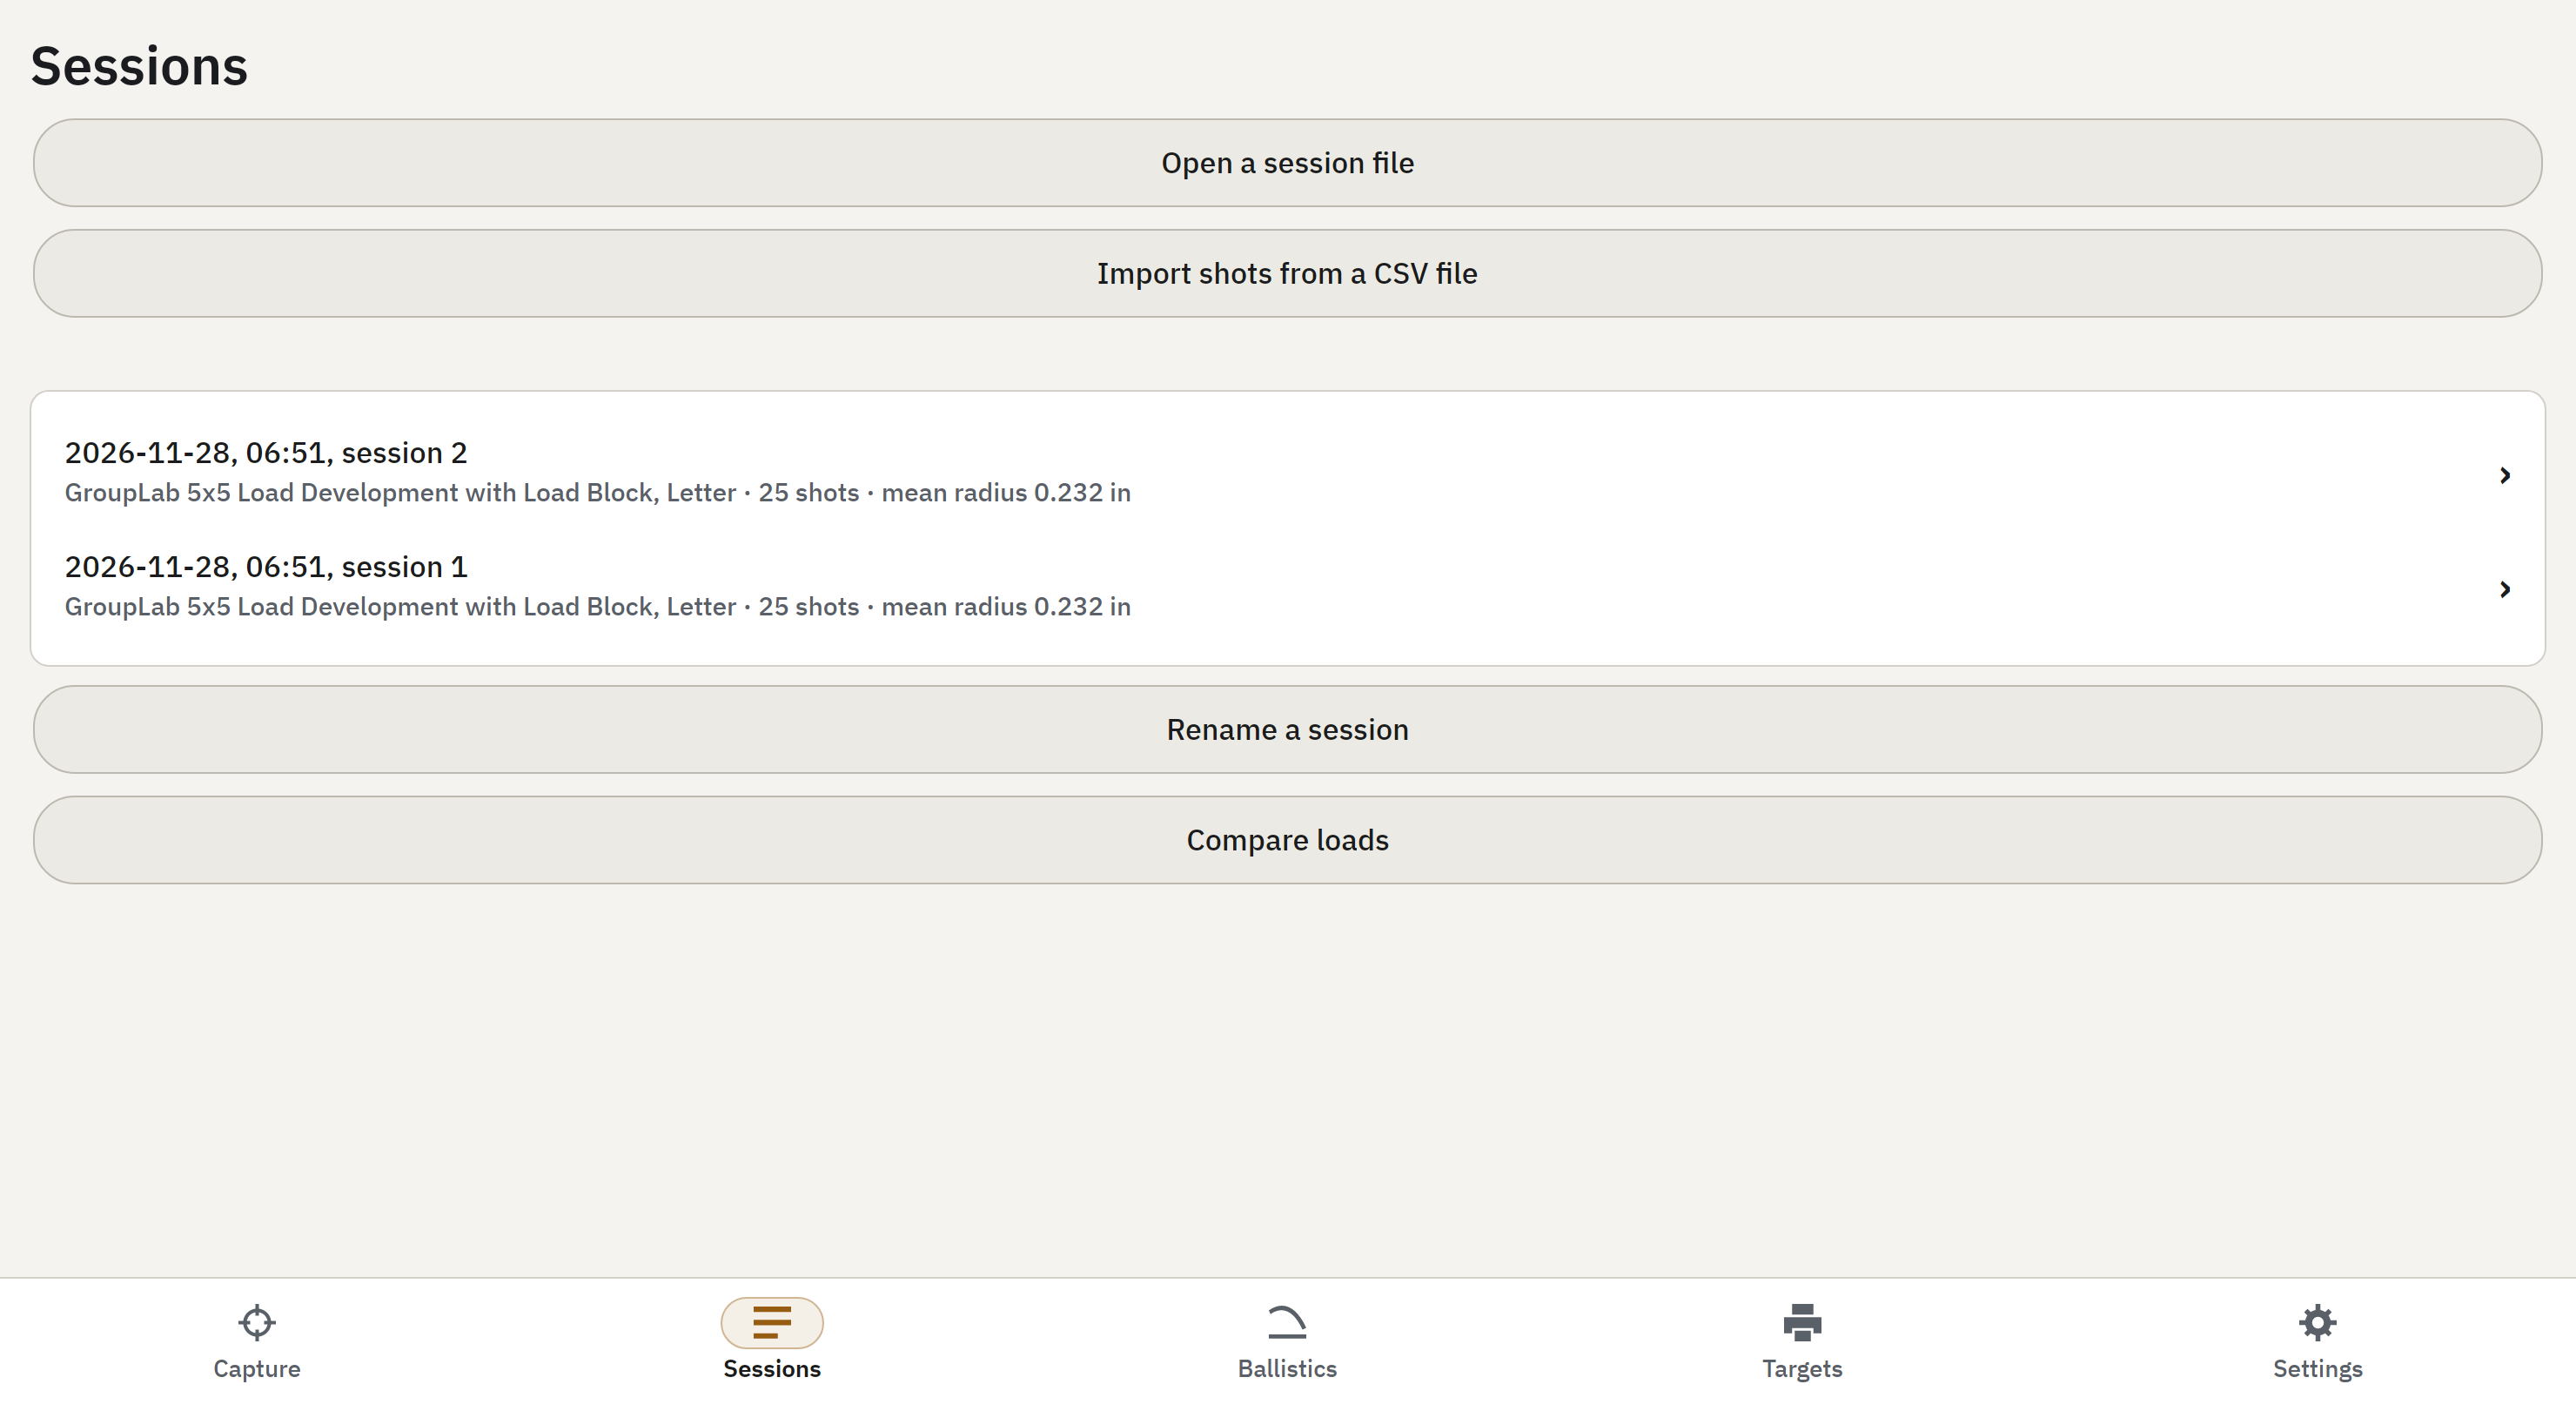 Sessions
Open a session file
Import shots from a CSV file
2026-11-28, 06:51, session 2
GroupLab 5x5 Load Development with Load Block, Letter · 25 shots · mean radius 0.232 in
2026-11-28, 06:51, session 1
GroupLab 5x5 Load Development with Load Block, Letter · 25 shots · mean radius 0.232 in
Rename a session
Compare loads
Capture
Sessions
Ballistics
Targets
Settings